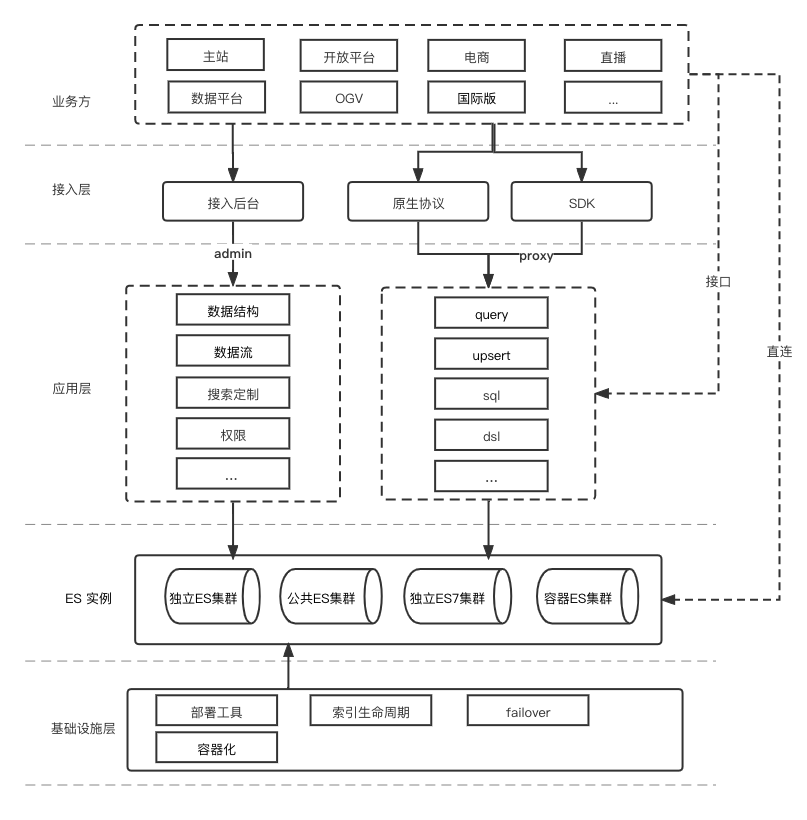 业务方
主站
开放平台
电商
直播
数据平台
OGV
国际版
...
接入层
接入后台
原生协议
SDK
admin
proxy
接口
直连
应用层
数据结构
数据流
搜索定制
权限
...
query
upsert
sql
dsl
...
ES 实例
独立ES集群
公共ES集群
独立ES7集群
容器ES集群
基础设施层
部署工具
索引生命周期
failover
容器化